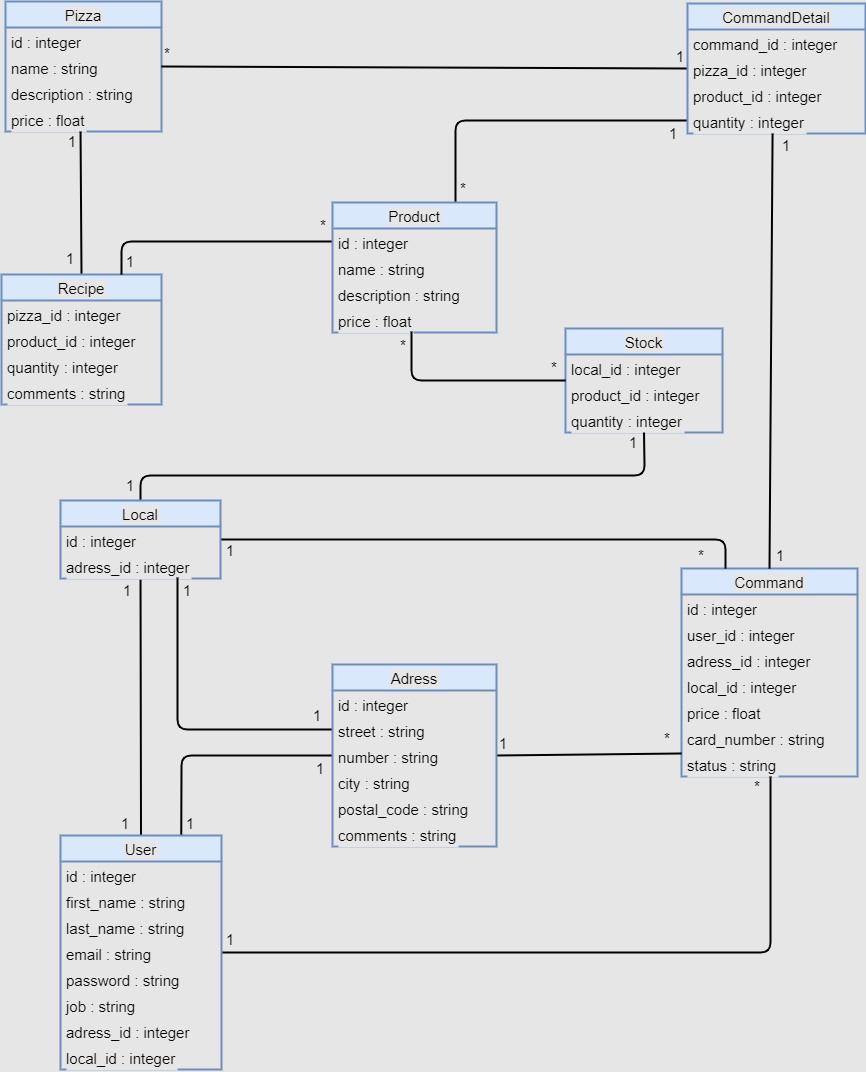 Pizza
id : integer
name : string
description : string
price : float
CommandDetail
command_id : integer
pizza_id : integer
product_id : integer
quantity : integer
*
1
1
1
1
*
Product
id : integer
name : string
description : string
price : float
*
1
1
Recipe
pizza_id : integer
product_id : integer
quantity : integer
comments : string
*
*
Stock
local_id : integer
product_id : integer
quantity : integer
1
1
Local
id : integer
adress_id : integer
1
*
1
1
1
Command
id : integer
user_id : integer
adress_id : integer
local_id : integer
price : float
card_number : string
status : string
Adress
id : integer
street : string
number : string
city : string
postal_code : string
comments : string
1
1
1
*
*
1
1
User
id : integer
first_name : string
last_name : string
email : string
password : string
job : string
adress_id : integer
local_id : integer
1